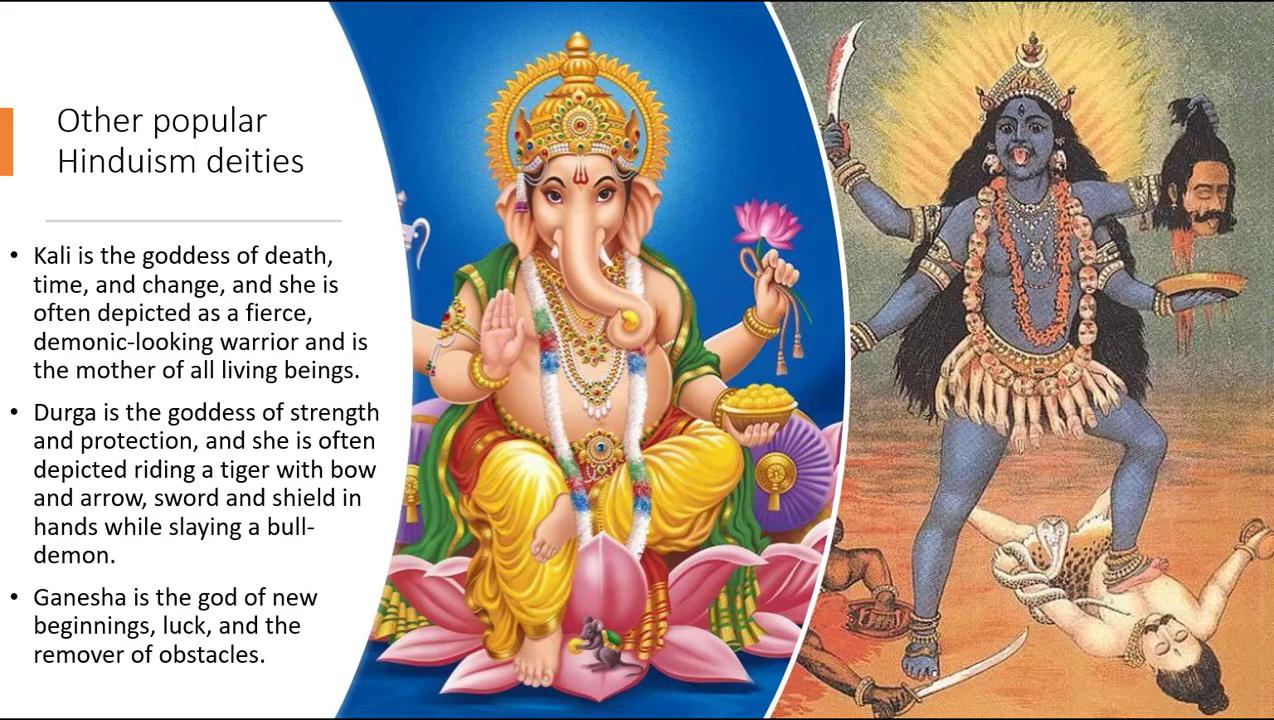 Other popular
Hinduism deities
• Kali is the goddess of death,
time, and change, and she is
often depicted as a fierce,
demonic-looking warrior and is
the mother of all living beings.
• Durga is the goddess of strength
and protection, and she is often
depicted riding a tiger with bow
and arrow, sword and shield in
hands while slaying a bull-
demon.
• Ganesha is the god of new
beginnings, luck, and the
remover of obstacles.